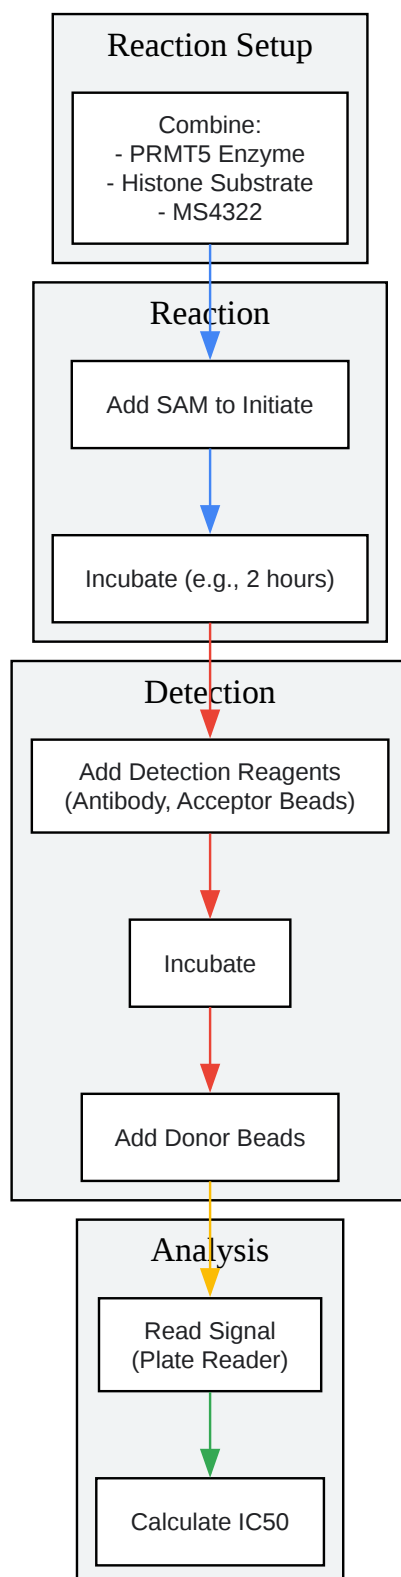 Reaction Setup
Combine:
- PRMT5 Enzyme
- Histone Substrate
- MS4322
Reaction
Add SAM to Initiate
Incubate (e.g., 2 hours)
Detection
Add Detection Reagents
(Antibody, Acceptor Beads)
Incubate
Add Donor Beads
Analysis
Read Signal
(Plate Reader)
Calculate IC50